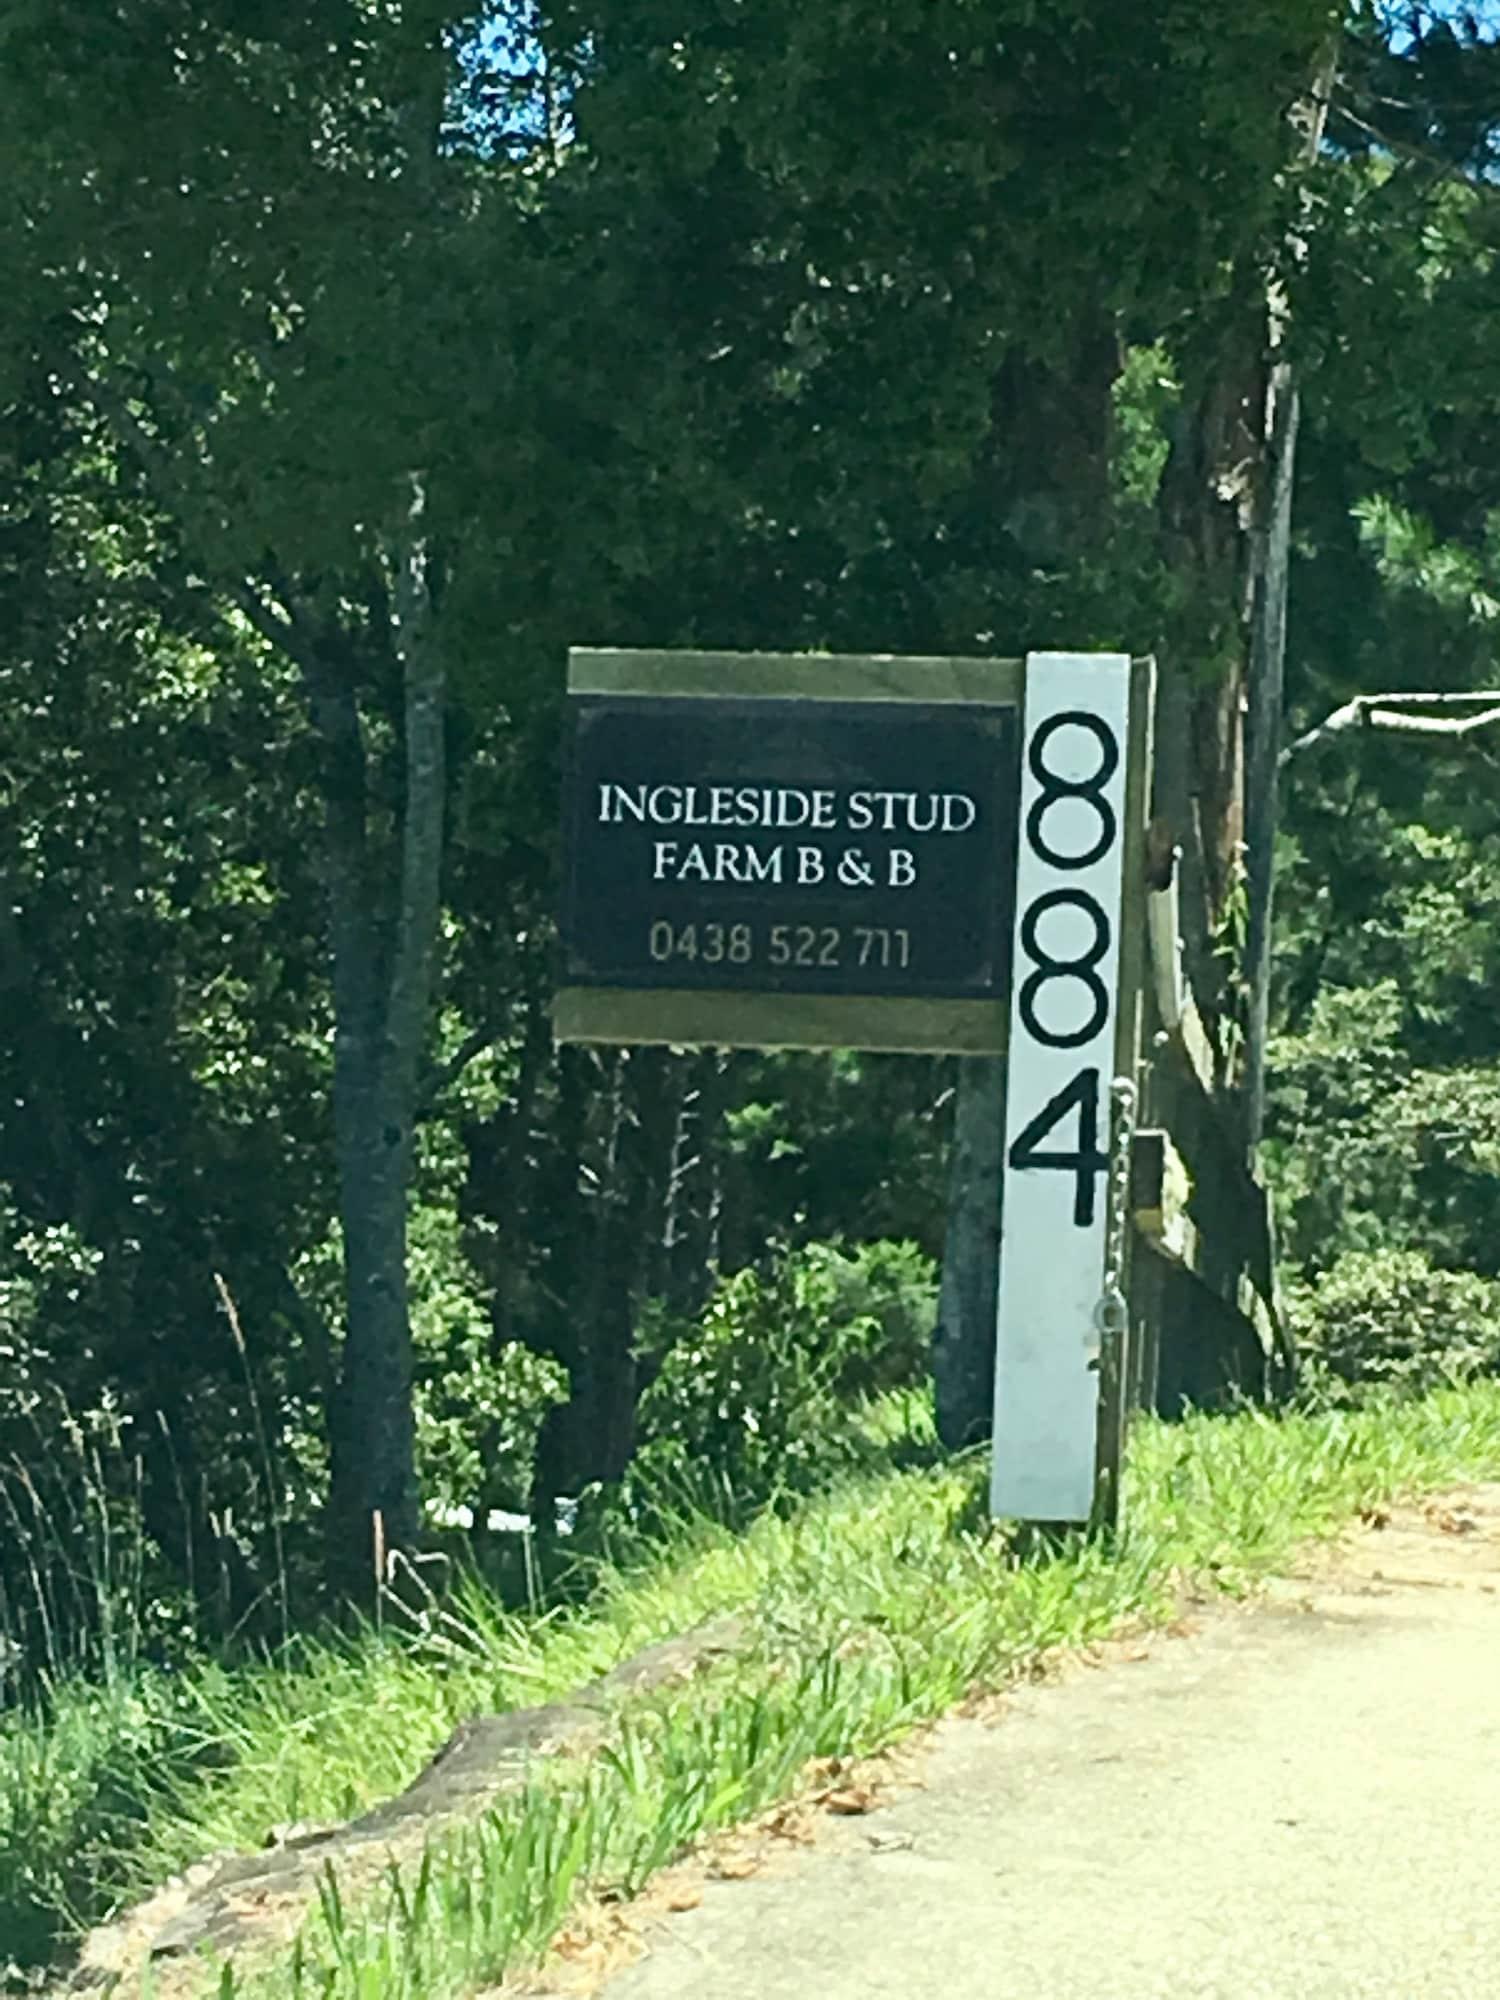 INGLESIDE STUD
FARM B & B
0438 522 711
884